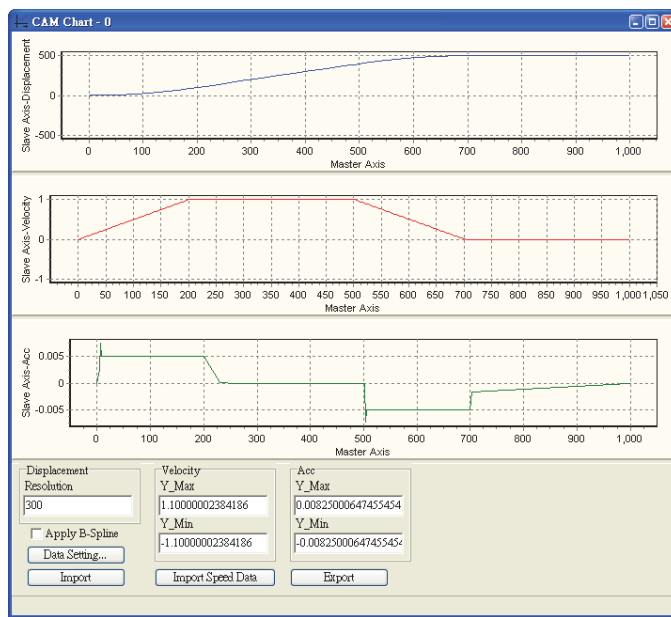 CAM Chart - 0
Slave Axis-Displacement
500
0
-500
0 100 200 300 400 500 600 700 800 900 1,000
Master Axis
Slave Axis-Velocity
1
0
-1
0 50 100 150 200 250 300 350 400 450 500 550 600 650 700 750 800 850 900 950 1,000 1,050
Master Axis
Slave Axis-Acc
0.005
0
-0.005
0 100 200 300 400 500 600 700 800 900 1,000
Master Axis
Displacement
Resolution
300
Apply B-Spline
Data Setting...
Import
Velocity
Y_Max
1.10000002384186
Y_Min
-1.10000002384186
Import Speed Data
Acc
Y_Max
0.00825000647455454
Y_Min
-0.00825000647455454
Export